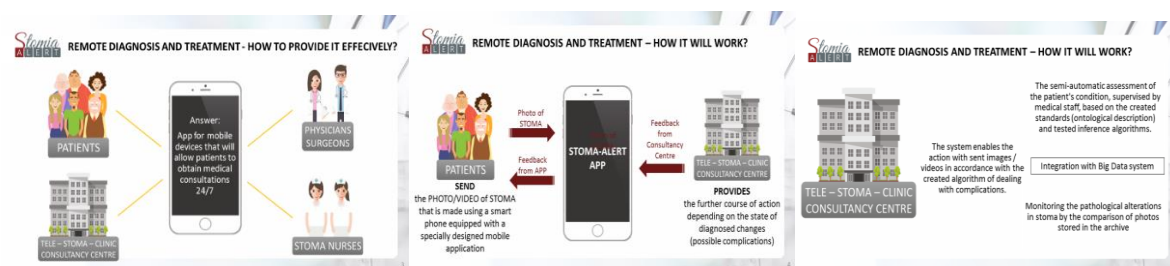 Stomia
ALERT
REMOTE DIAGNOSIS AND TREATMENT - HOW TO PROVIDE IT EFFECIVELY?
PATIENTS
Answer:
App for mobile
devices that will
allow patients to
obtain medical
consultations
24/7
PHYSICIANS
SURGEONS
TELE – STOMA – CLINIC
CONSULTANCY CENTRE
STOMA NURSES
Stomia
ALERT
REMOTE DIAGNOSIS AND TREATMENT – HOW IT WILL WORK?
PATIENTS
SEND
the PHOTO/VIDEO of STOMA
that is made using a smart
phone equipped with a
specially designed mobile
application
Photo of
STOMA
Feedback
from APP
STOMA-ALERT
APP
Feedback
from
Consultancy
Centre
TELE – STOMA – CLINIC
CONSULTANCY CENTRE
PROVIDES
the further course of action
depending on the state of
diagnosed changes
(possible complications)
Stomia
ALERT
REMOTE DIAGNOSIS AND TREATMENT – HOW IT WILL WORK?
TELE – STOMA – CLINIC
CONSULTANCY CENTRE
The system enables the
action with sent images /
videos in accordance with the
created algorithm of dealing
with complications.
The semi-automatic assessment of
the patient's condition, supervised by
medical staff, based on the created
standards (ontological description)
and tested inference algorithms.
Integration with Big Data system
Monitoring the pathological alterations
in stoma by the comparison of photos
stored in the archive